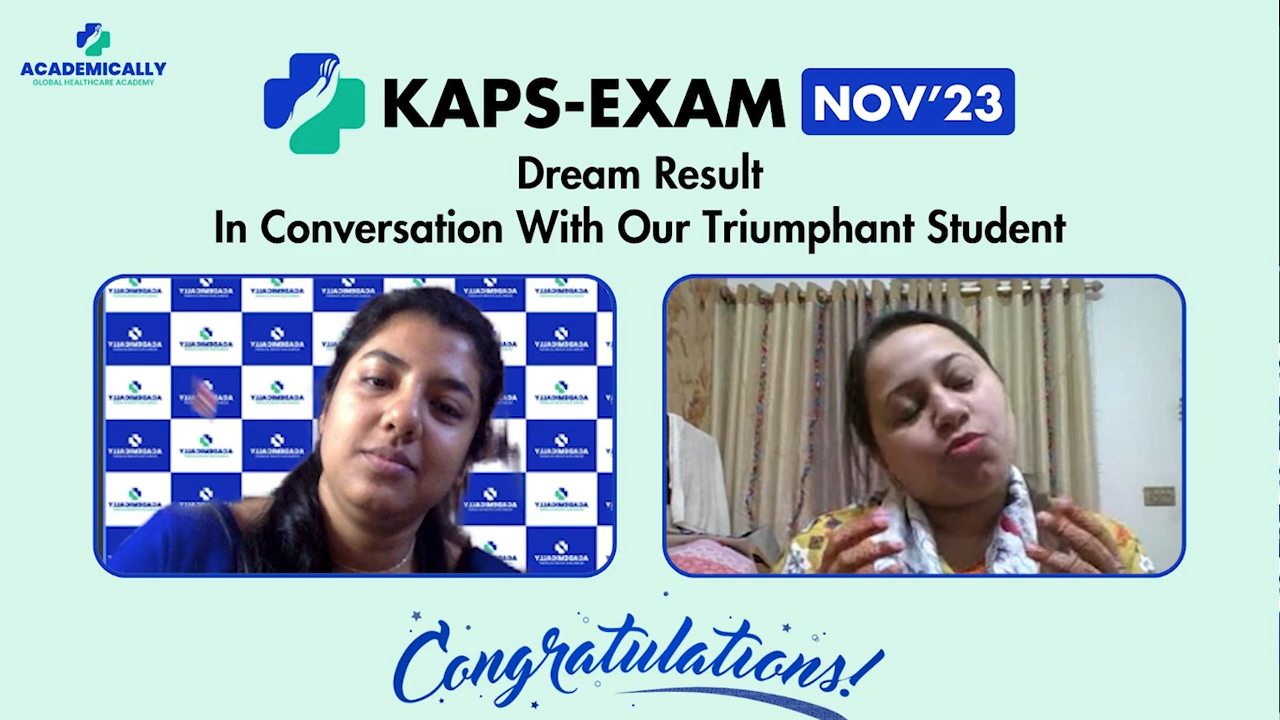 ACADEMICALLY
GLOBAL HEALTHCARE ACADEMY
KAPS-EXAM NOV’23
Dream Result
In Conversation With Our Triumphant Student
Congratulations!